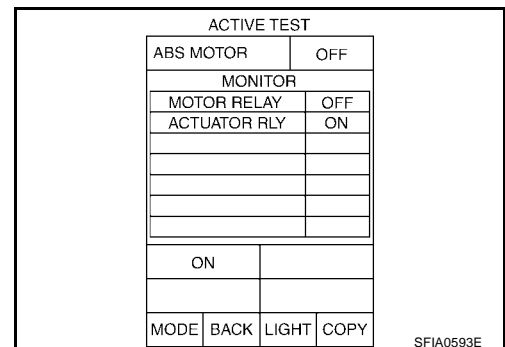 ACTIVE TEST
ABS MOTOR OFF
MONITOR
MOTOR RELAY OFF
ACTUATOR RLY ON
ON
MODE BACK LIGHT COPY
SFIA0593E